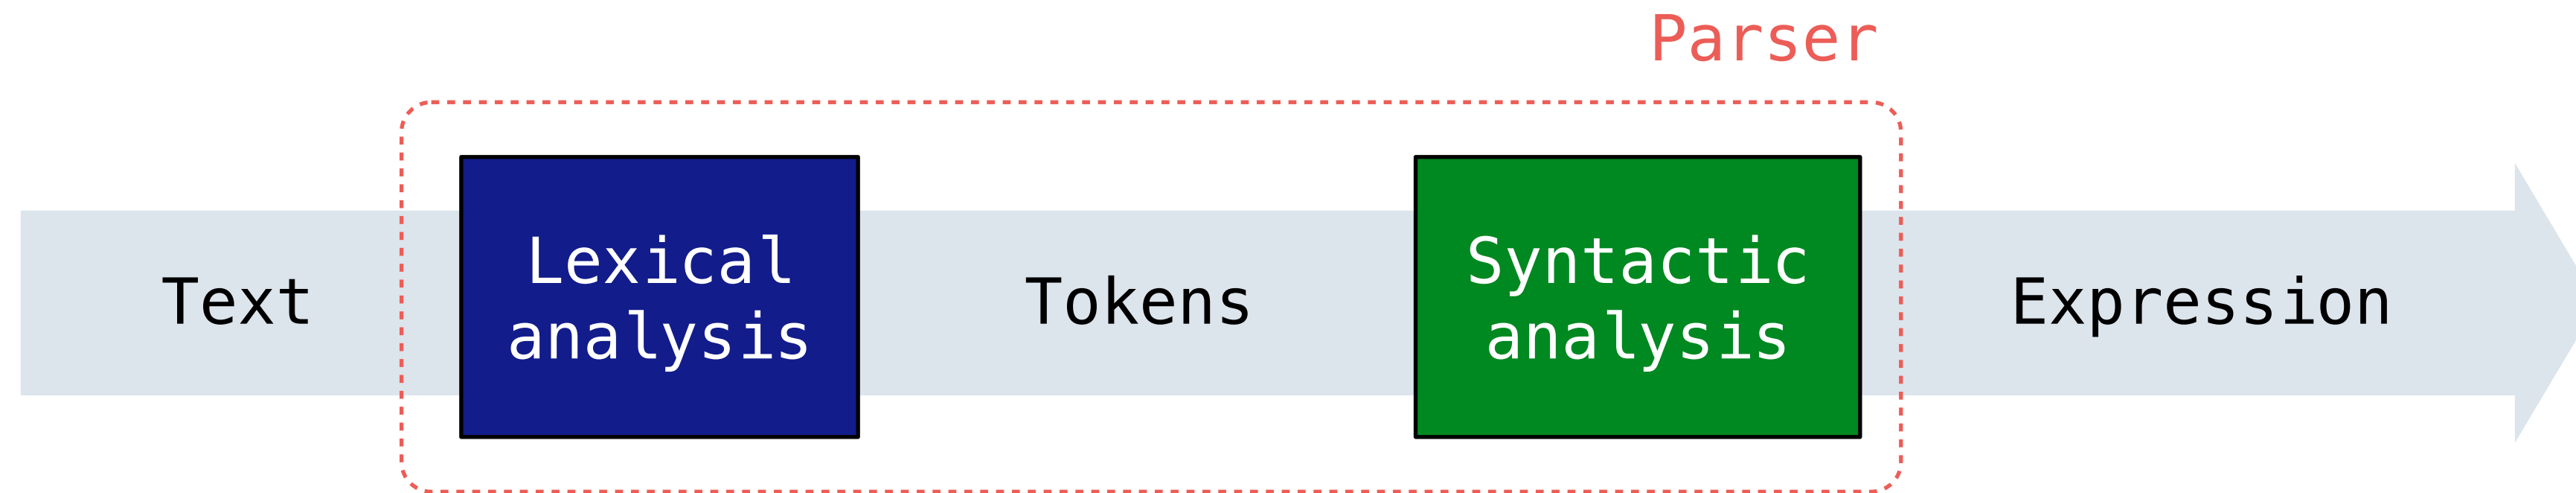 Parser
Text
Lexical
analysis
Tokens
Syntactic
analysis
Expression